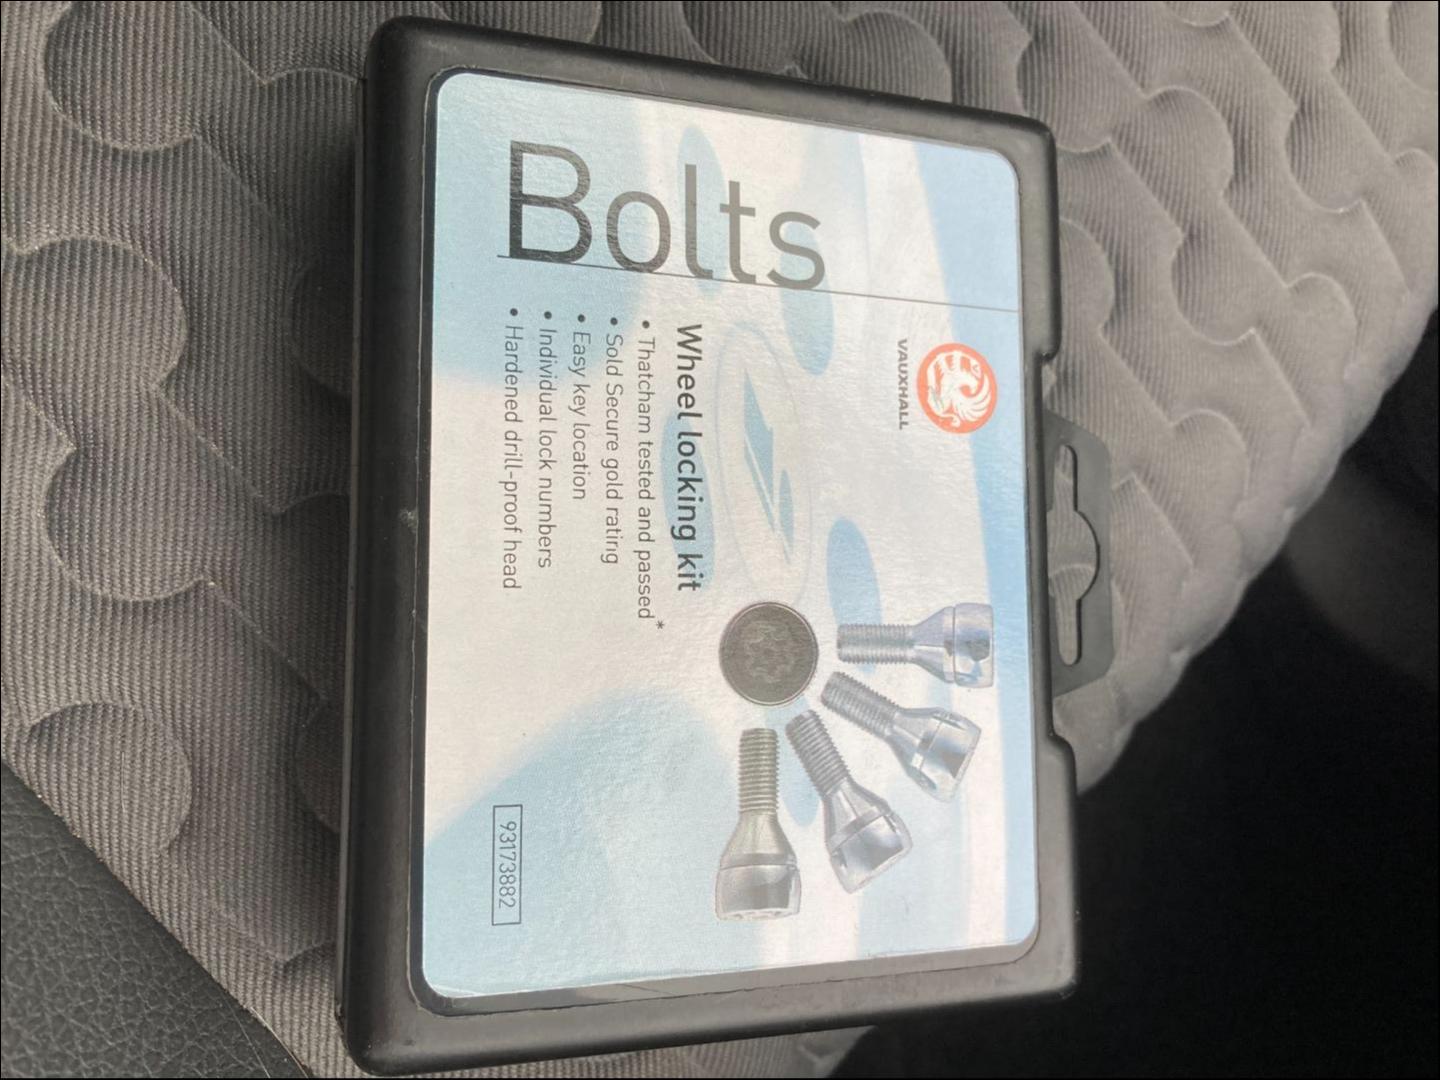 VAUXHALL
Bolts
Wheel locking kit
• Thatcham tested and passed*
• Sold Secure gold rating
• Easy key location
• Individual lock numbers
• Hardened drill-proof head
93173882